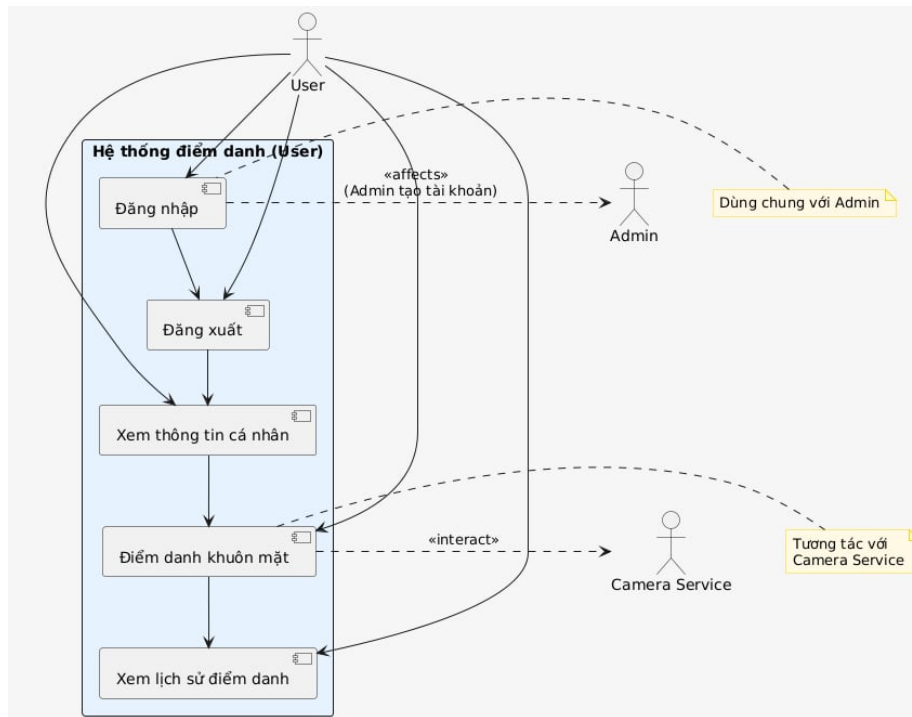 User
Hệ thống điểm danh (User)
Đăng nhập
«affects»
(Admin tạo tài khoản)
Admin
Dùng chung với Admin
Đăng xuất
Xem thông tin cá nhân
Điểm danh khuôn mặt
«interact»
Camera Service
Tương tác với
Camera Service
Xem lịch sử điểm danh